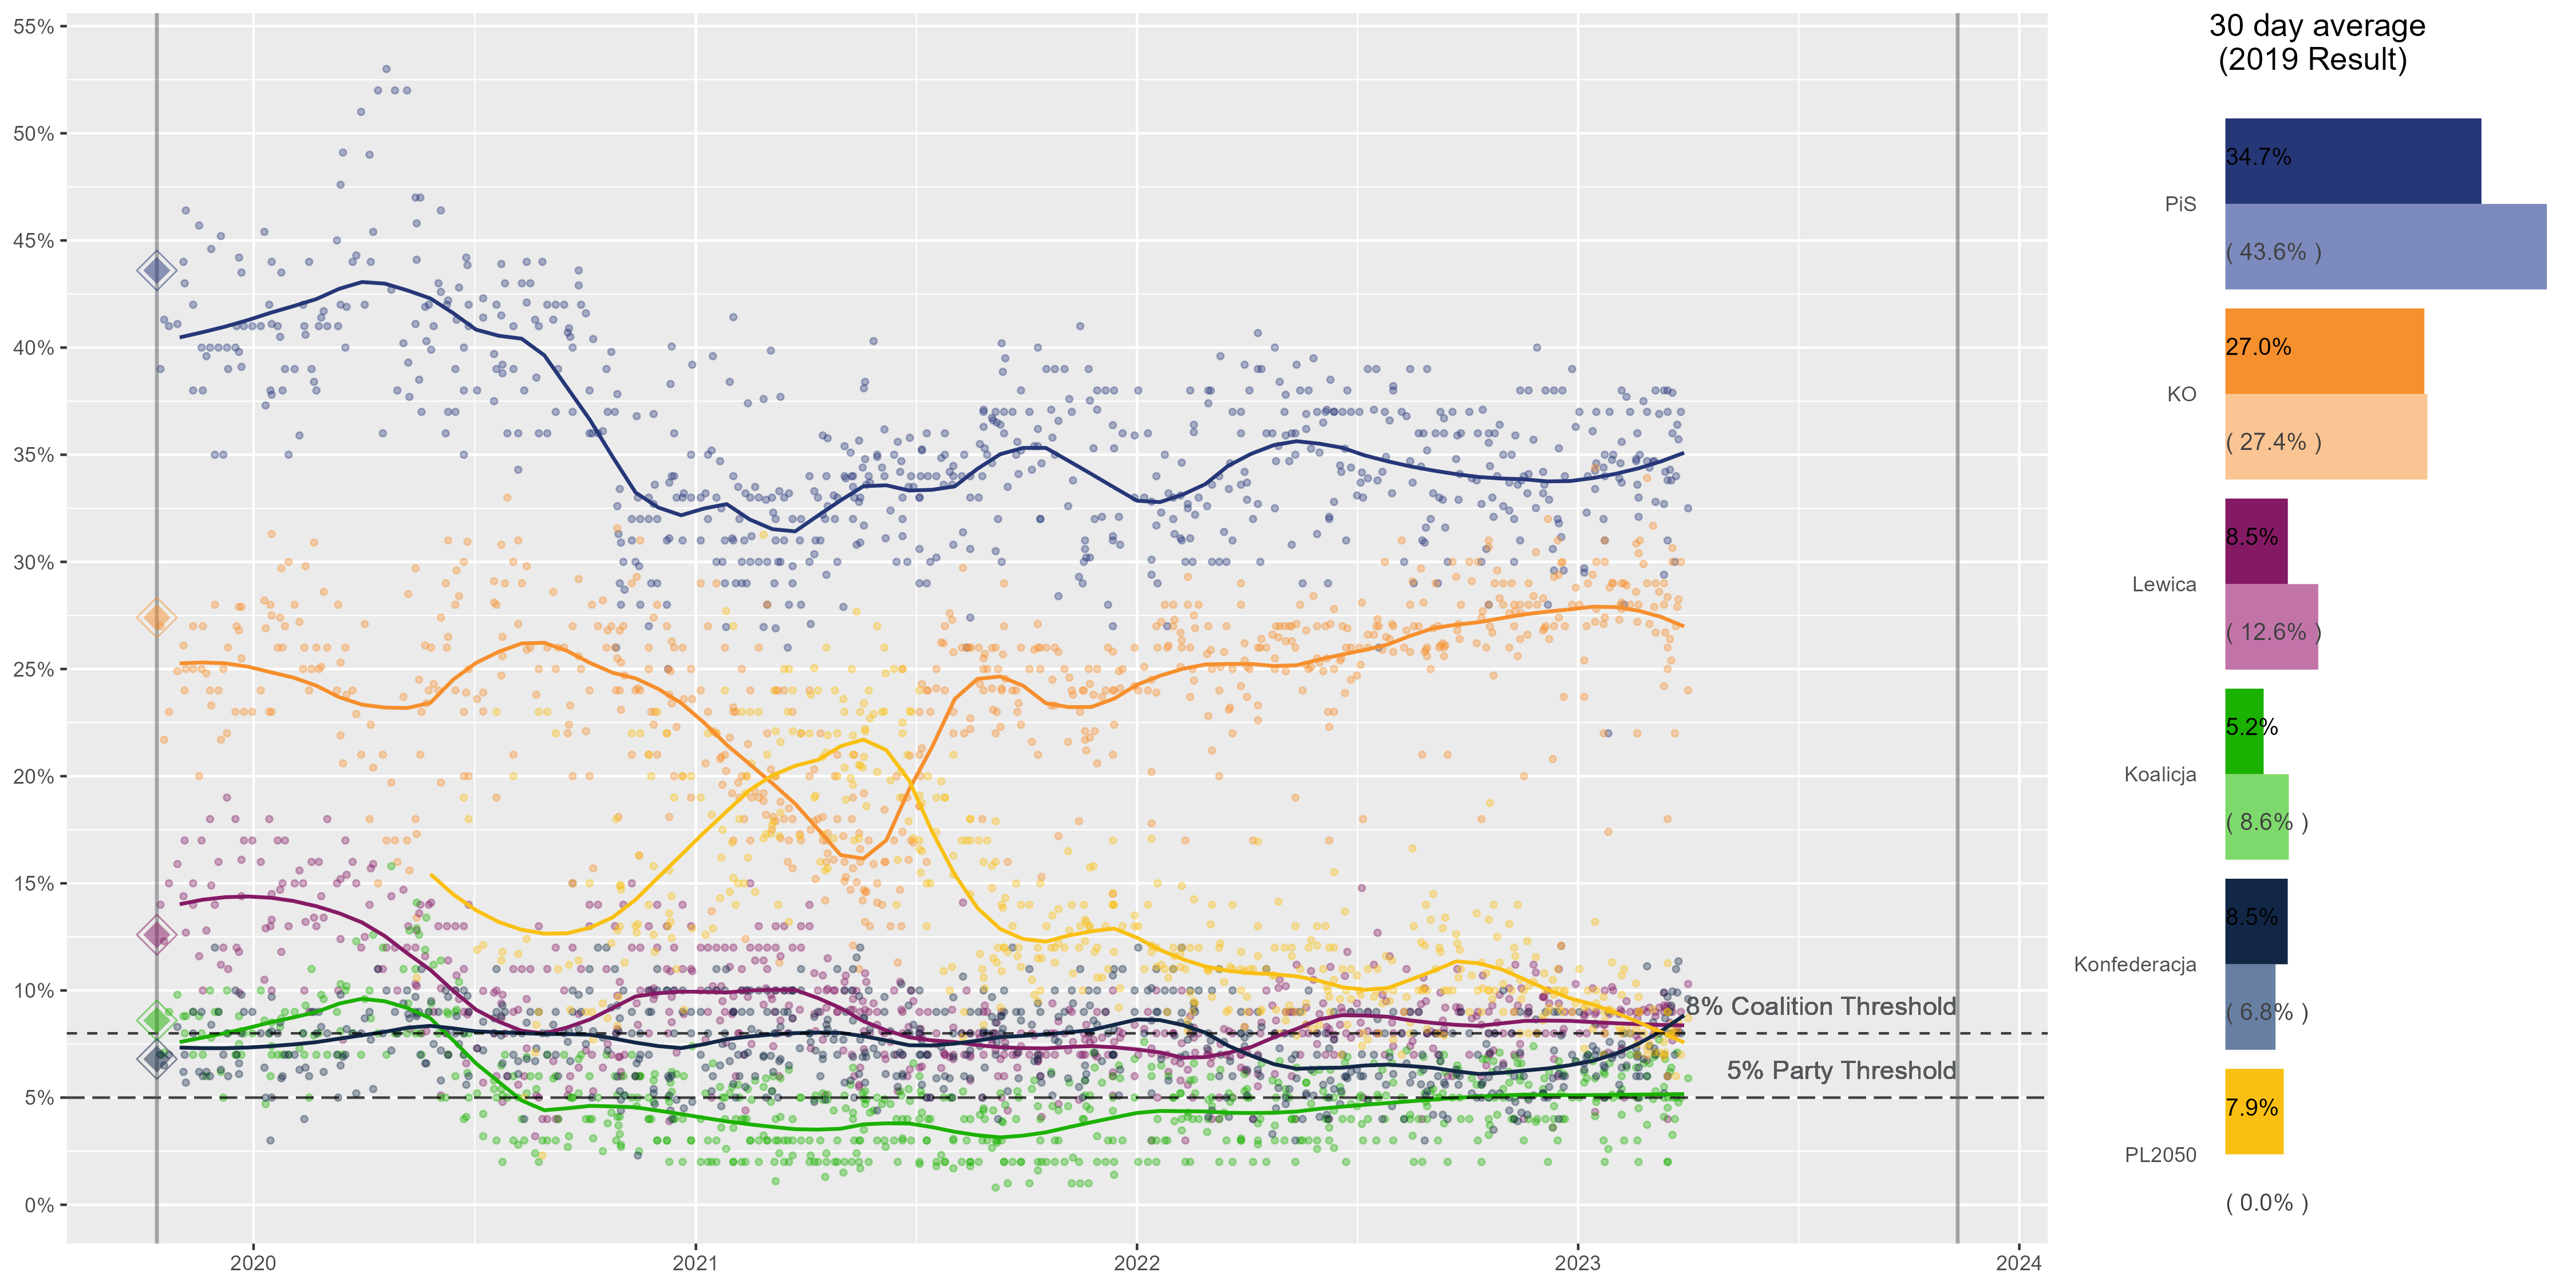 55%
50%
45%
40%
35%
30%
25%
20%
15%
10%
5%
0%
2020
2021
2022
2023
2024
8% Coalition Threshold
5% Party Threshold
30 day average
(2019 Result)
PiS
34.7%
( 43.6% )
KO
27.0%
( 27.4% )
Lewica
8.5%
( 12.6% )
Koalicja
5.2%
( 8.6% )
Konfederacja
8.5%
( 6.8% )
PL2050
7.9%
( 0.0% )